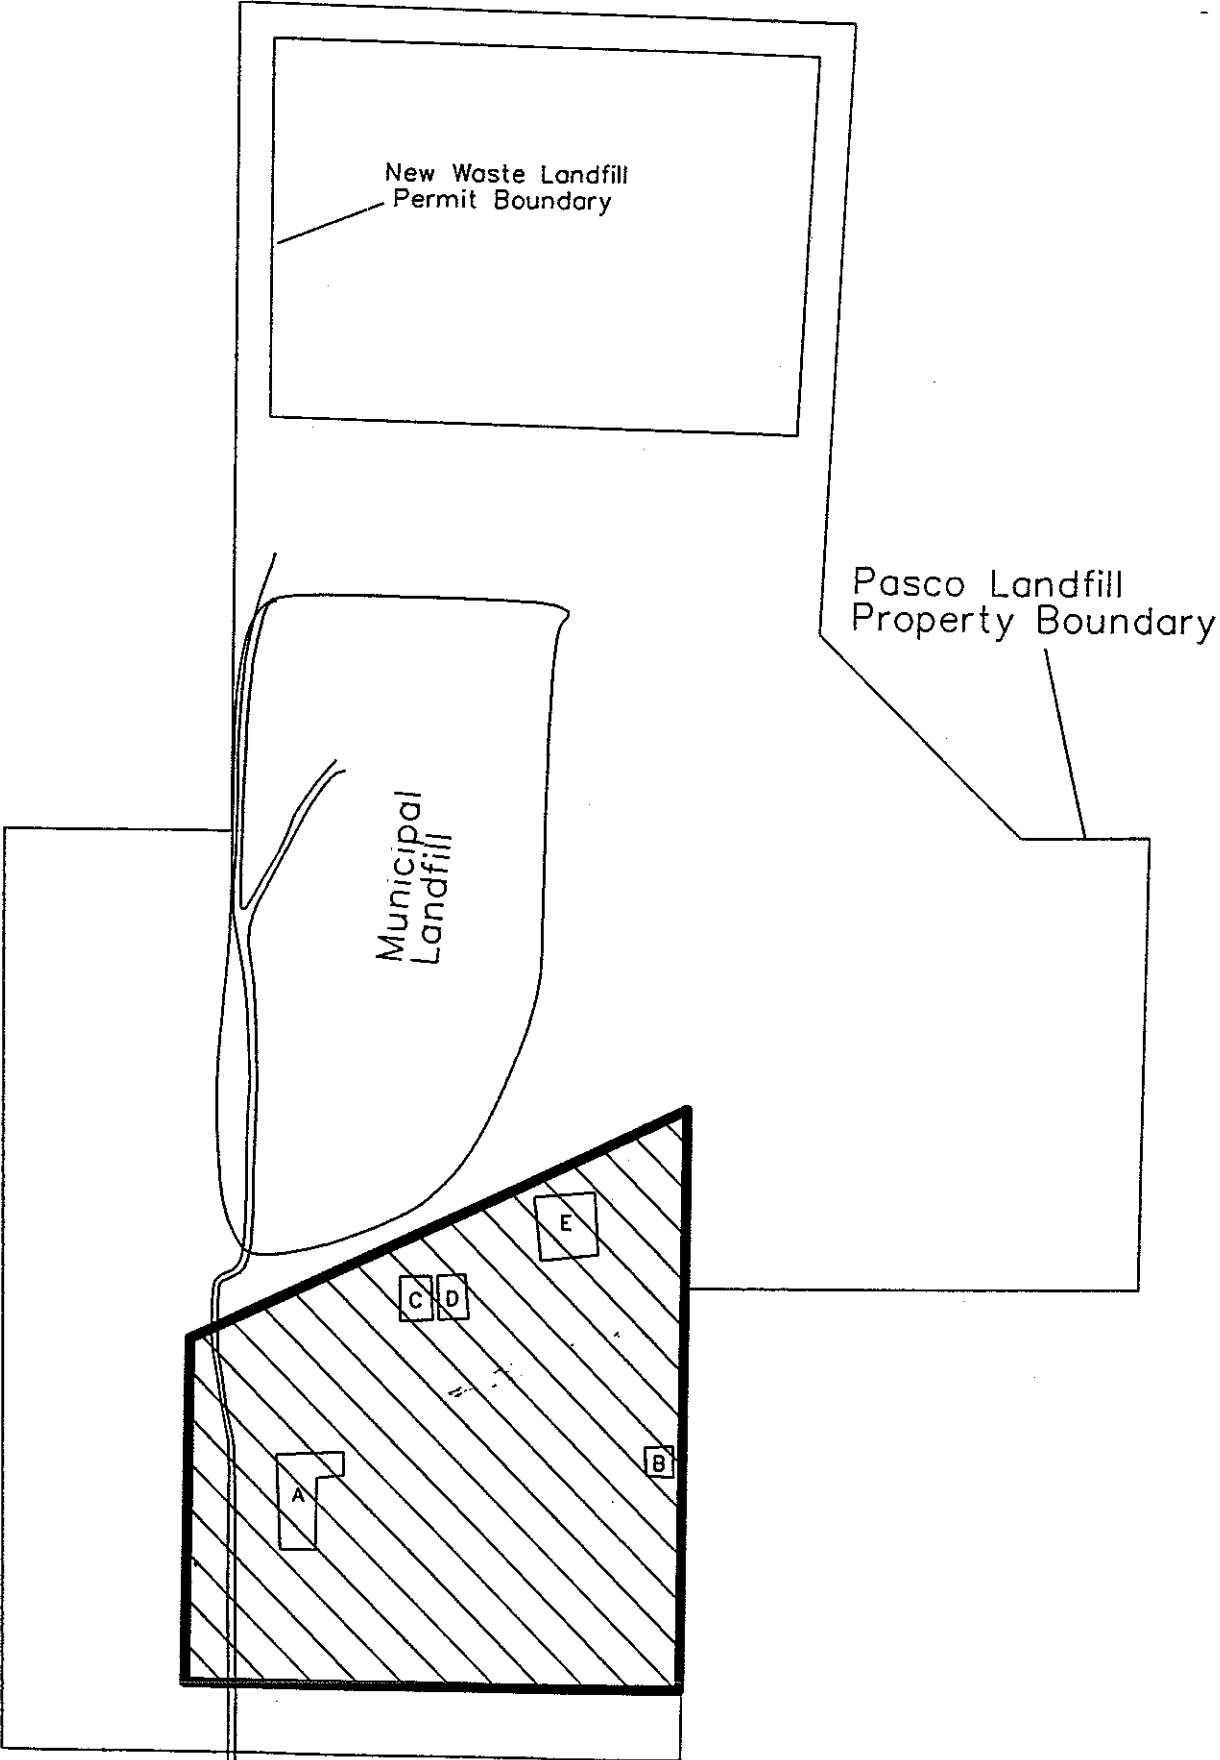 New Waste Landfill
Permit Boundary
Pasco Landfill
Property Boundary
Municipal
Landfill
E
C
D
B
A